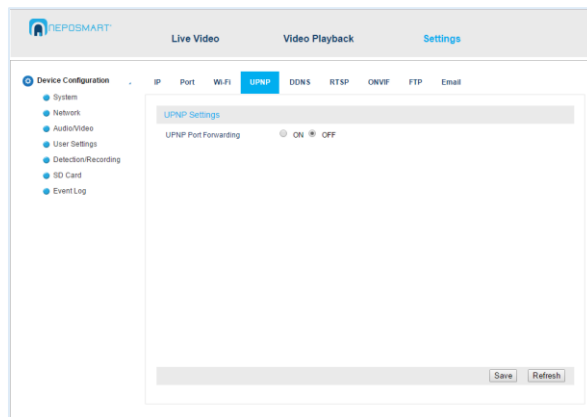 NEPOSMART
Live Video Video Playback Settings
Device Configuration
System
Network
Audio/Video
User Settings
Detection/Recording
SD Card
Event Log
IP Port Wi-Fi UPNP DDNS RTSP ONVIF FTP Email
UPNP Settings
UPNP Port Forwarding ON OFF
Save Refresh